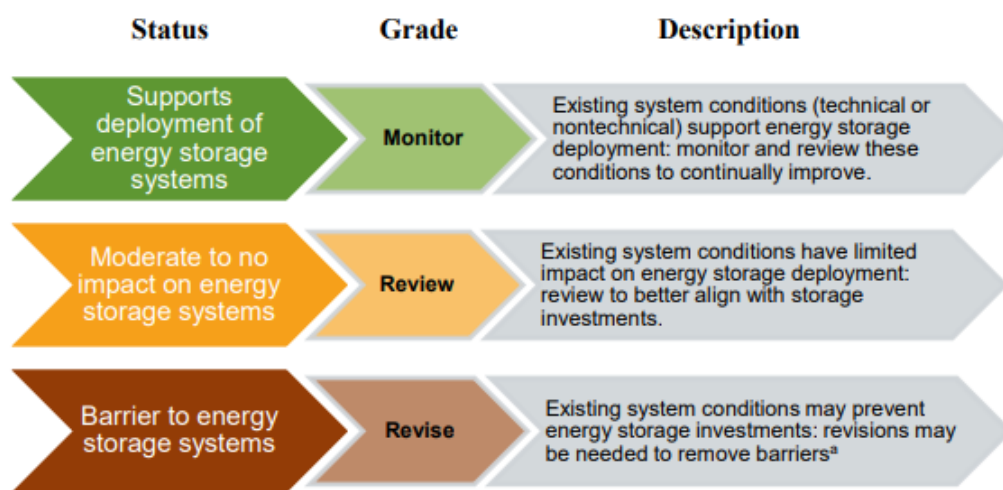 Status Grade Description
Supports
deployment of
energy storage
systems
Monitor
Existing system conditions (technical or
nontechnical) support energy storage
deployment: monitor and review these
conditions to continually improve.
Moderate to no
impact on energy
storage systems
Review
Existing system conditions have limited
impact on energy storage deployment:
review to better align with storage
investments.
Barrier to energy
storage systems
Revise
Existing system conditions may prevent
energy storage investments: revisions may
be needed to remove barriersª